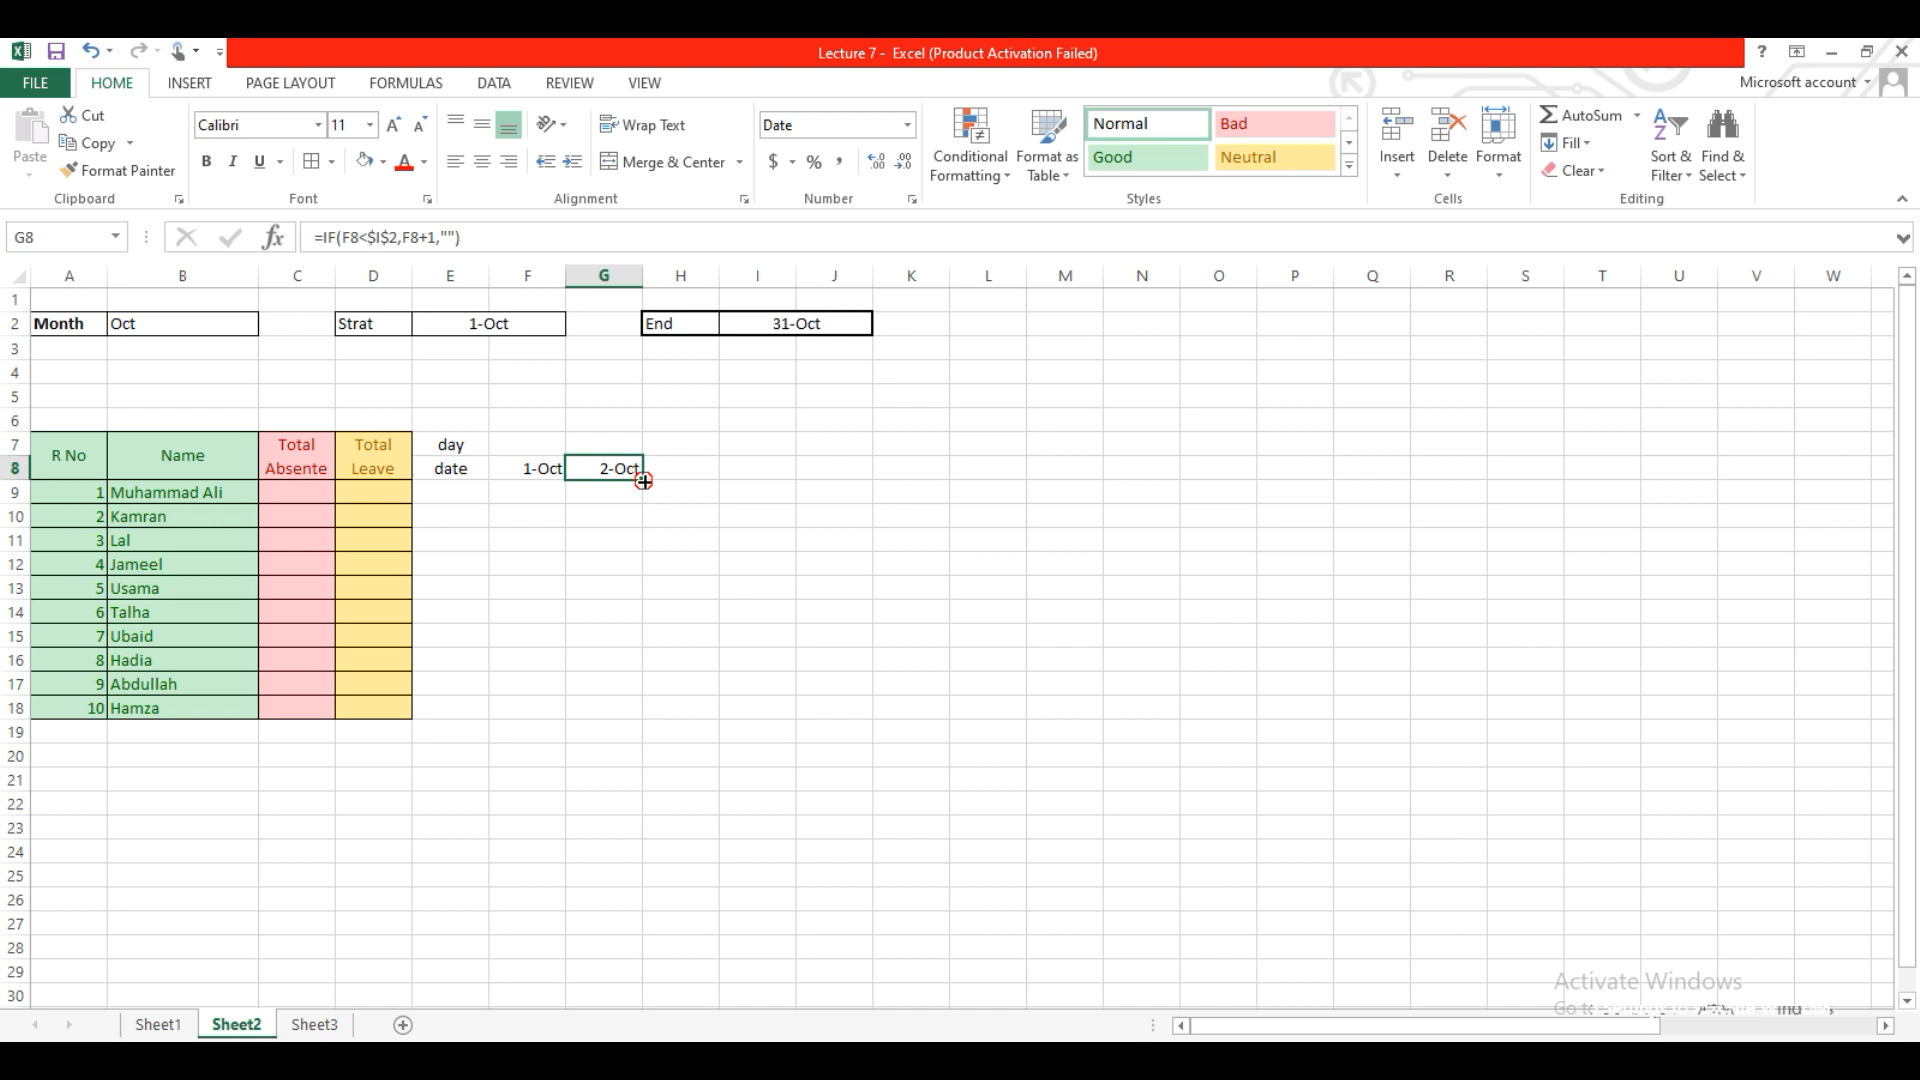 Lecture 7 - Excel (Product Activation Failed)
?
FILE HOME INSERT PAGE LAYOUT FORMULAS DATA REVIEW VIEW Microsoft account
Paste
Cut
Copy
Format Painter
Clipboard
Calibri 11 A A
B I U A
Font
Wrap Text
Merge & Center
Alignment
Date
$ % , .0 .00 .00 .0
Number
Conditional Formatting
Format as Table
Normal Bad
Good Neutral
Styles
Insert Delete Format
Cells
AutoSum
Fill
Clear
Sort & Filter
Find & Select
Editing
G8 fx =IF(F8<$I$2,F8+1,"")
A B C D E F G H I J K L M N O P Q R S T U V W
1
2 Month Oct Strat 1-Oct End 31-Oct
3
4
5
6
7 R No Name Total Total day
8 Absente Leave date 1-Oct 2-Oct
9 1 Muhammad Ali
10 2 Kamran
11 3 Lal
12 4 Jameel
13 5 Usama
14 6 Talha
15 7 Ubaid
16 8 Hadia
17 9 Abdullah
18 10 Hamza
19
20
21
22
23
24
25
26
27
28
29
30
Activate Windows
Sheet1 Sheet2 Sheet3